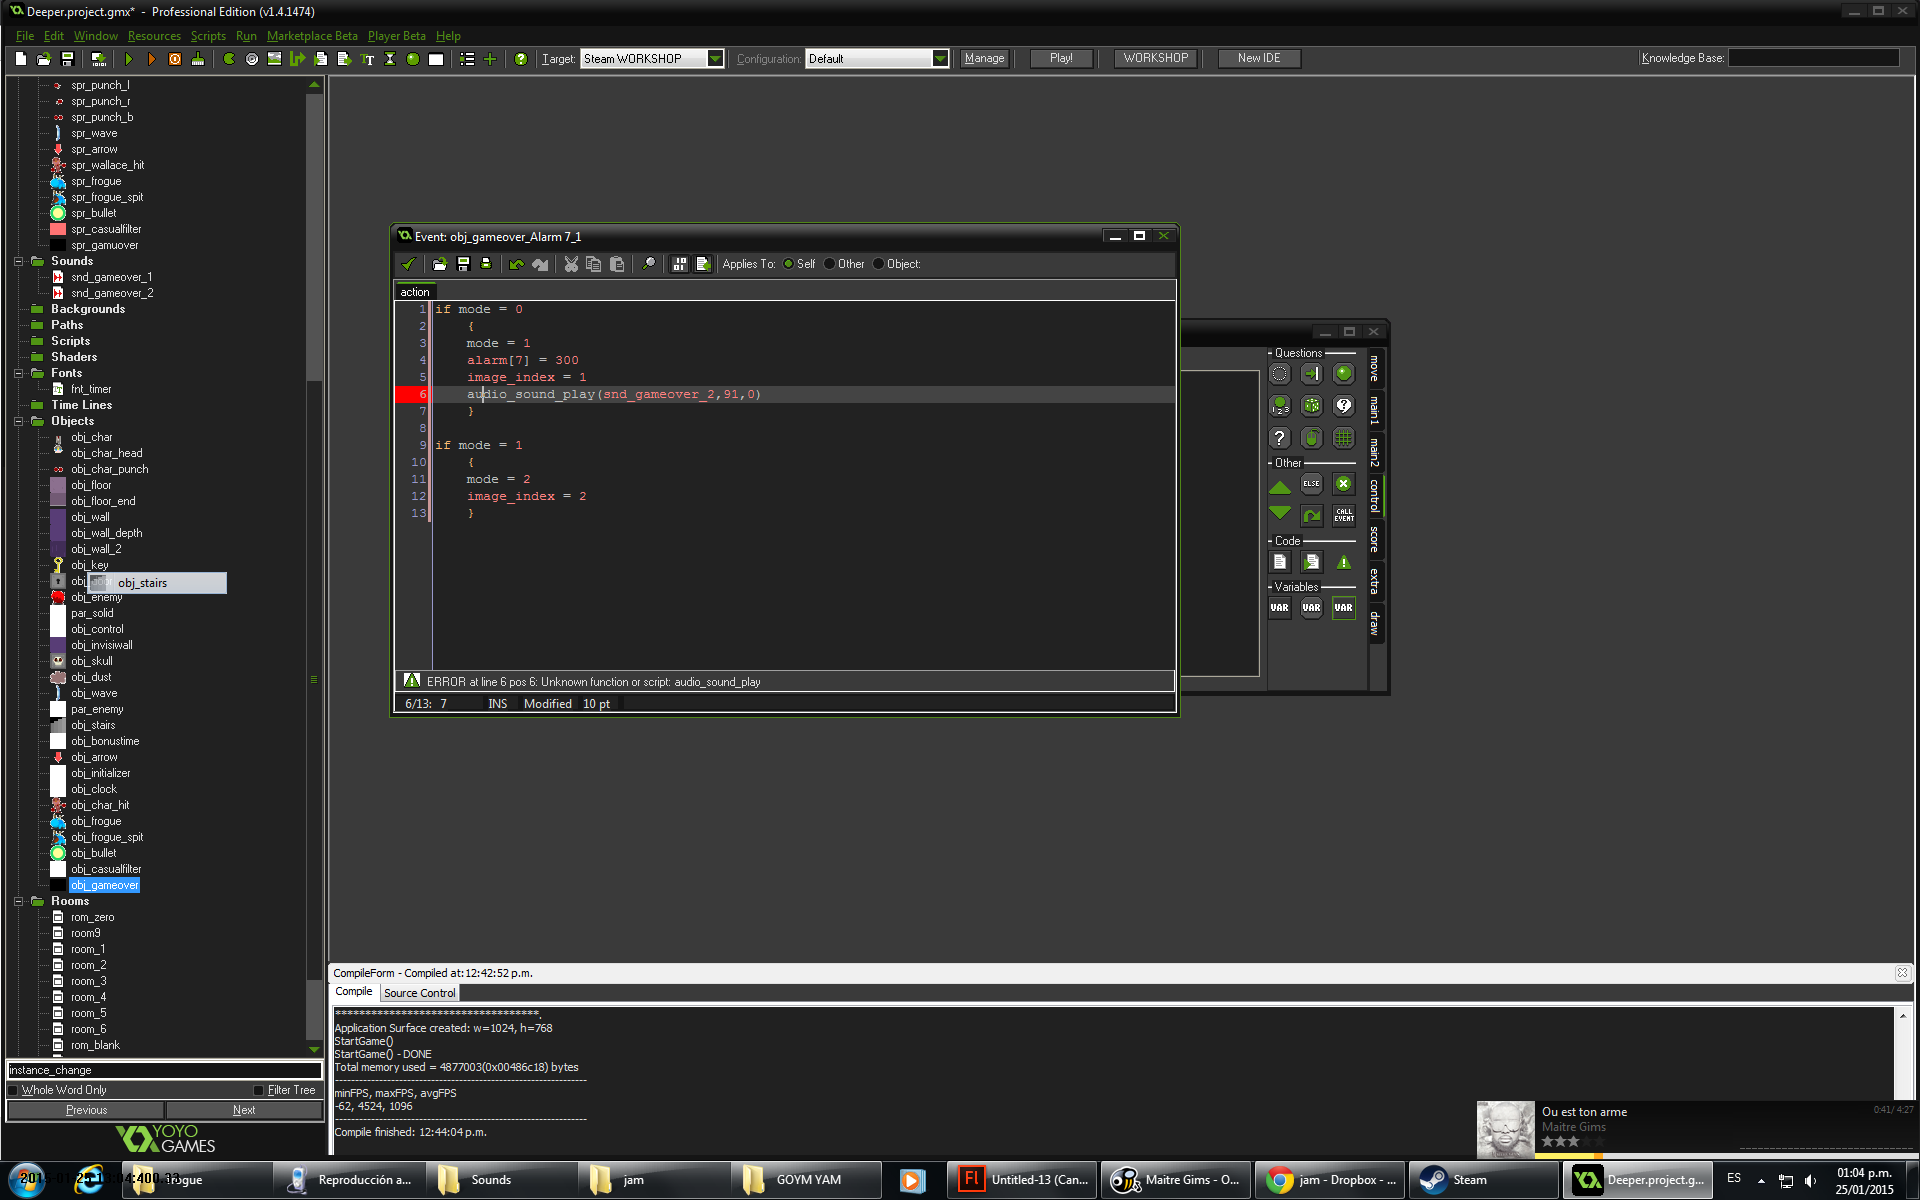 Deeper.project.gmx* - Professional Edition (v1.4.1474)
File Edit Window Resources Scripts Run Marketplace Beta Player Beta Help
Target: Steam WORKSHOP Configuration: Default Manage Play! WORKSHOP New IDE Knowledge Base:
spr_punch_l
spr_punch_r
spr_punch_b
spr_wave
spr_arrow
spr_wallace_hit
spr_frogue
spr_frogue_spit
spr_bullet
spr_casualfilter
spr_gamuover
Sounds
snd_gameover_1
snd_gameover_2
Backgrounds
Paths
Scripts
Shaders
Fonts
fnt_timer
Time Lines
Objects
obj_char
obj_char_head
obj_char_punch
obj_floor
obj_floor_end
obj_wall
obj_wall_depth
obj_wall_2
obj_key
obj_stairs
obj_enemy
par_solid
obj_control
obj_invisiwall
obj_skull
obj_dust
obj_wave
par_enemy
obj_stairs
obj_bonustime
obj_arrow
obj_initializer
obj_clock
obj_char_hit
obj_frogue
obj_frogue_spit
obj_bullet
obj_casualfilter
obj_gameover
Rooms
rom_zero
room9
room_1
room_2
room_3
room_4
room_5
room_6
rom_blank
instance_change
Whole Word Only Filter Tree
Previous Next
YOYO
GAMES
Event: obj_gameover_Alarm 7_1
Applies To: Self Other Object:
action
1 if mode = 0
2 {
3 mode = 1
4 alarm[7] = 300
5 image_index = 1
6 audio_sound_play(snd_gameover_2,91,0)
7 }
8
9 if mode = 1
10 {
11 mode = 2
12 image_index = 2
13 }
ERROR at line 6 pos 6: Unknown function or script: audio_sound_play
6/13: 7 INS Modified 10 pt
Questions
Other
ELSE
CALL EVENT
Code
Variables
VAR VAR VAR
move
main1
main2
control
score
extra
draw
CompileForm - Compiled at: 12:42:52 p.m.
Compile Source Control
***********************************.
Application Surface created: w=1024, h=768
StartGame()
StartGame() - DONE
Total memory used = 4877003(0x00486c18) bytes
minFPS, maxFPS, avgFPS
-62, 4524, 1096
Compile finished: 12:44:04 p.m.
Ou est ton arme 0:41 / 4:27
Maitre Gims
Reproducción a...
Sounds
jam
GOYM YAM
Fl Untitled-13 (Can...
Maitre Gims - O...
jam - Dropbox - ...
Steam
Deeper.project.g...
ES
01:04 p.m.
25/01/2015